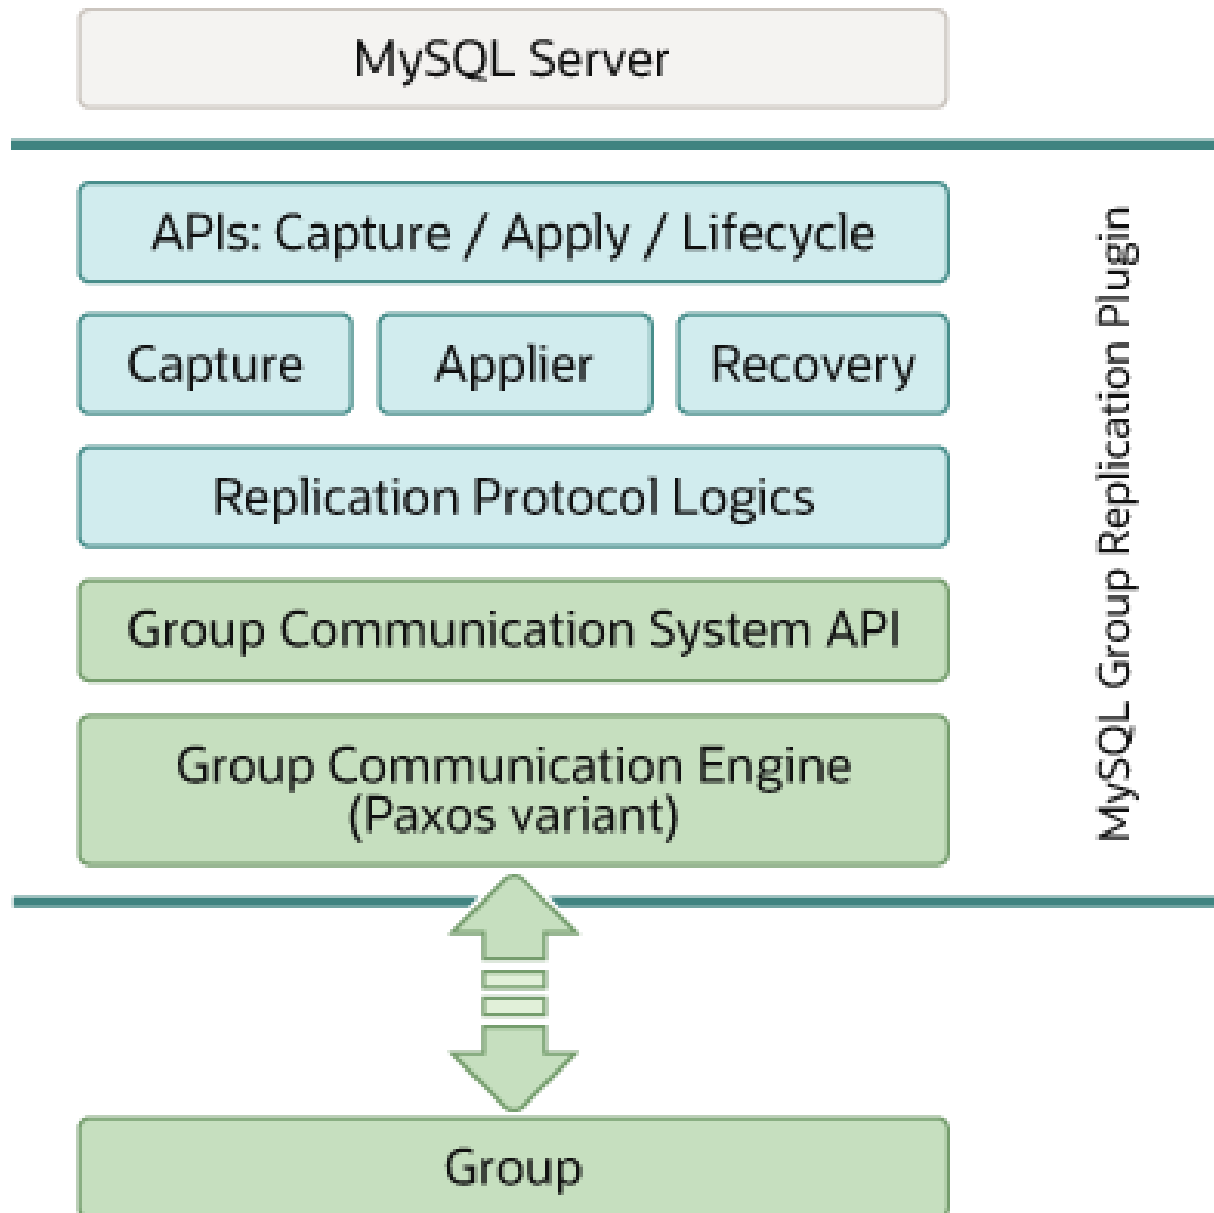 MySQL Server
APIs: Capture / Apply / Lifecycle
Capture
Applier
Recovery
Replication Protocol Logics
Group Communication System API
Group Communication Engine
(Paxos variant)
MySQL Group Replication Plugin
Group